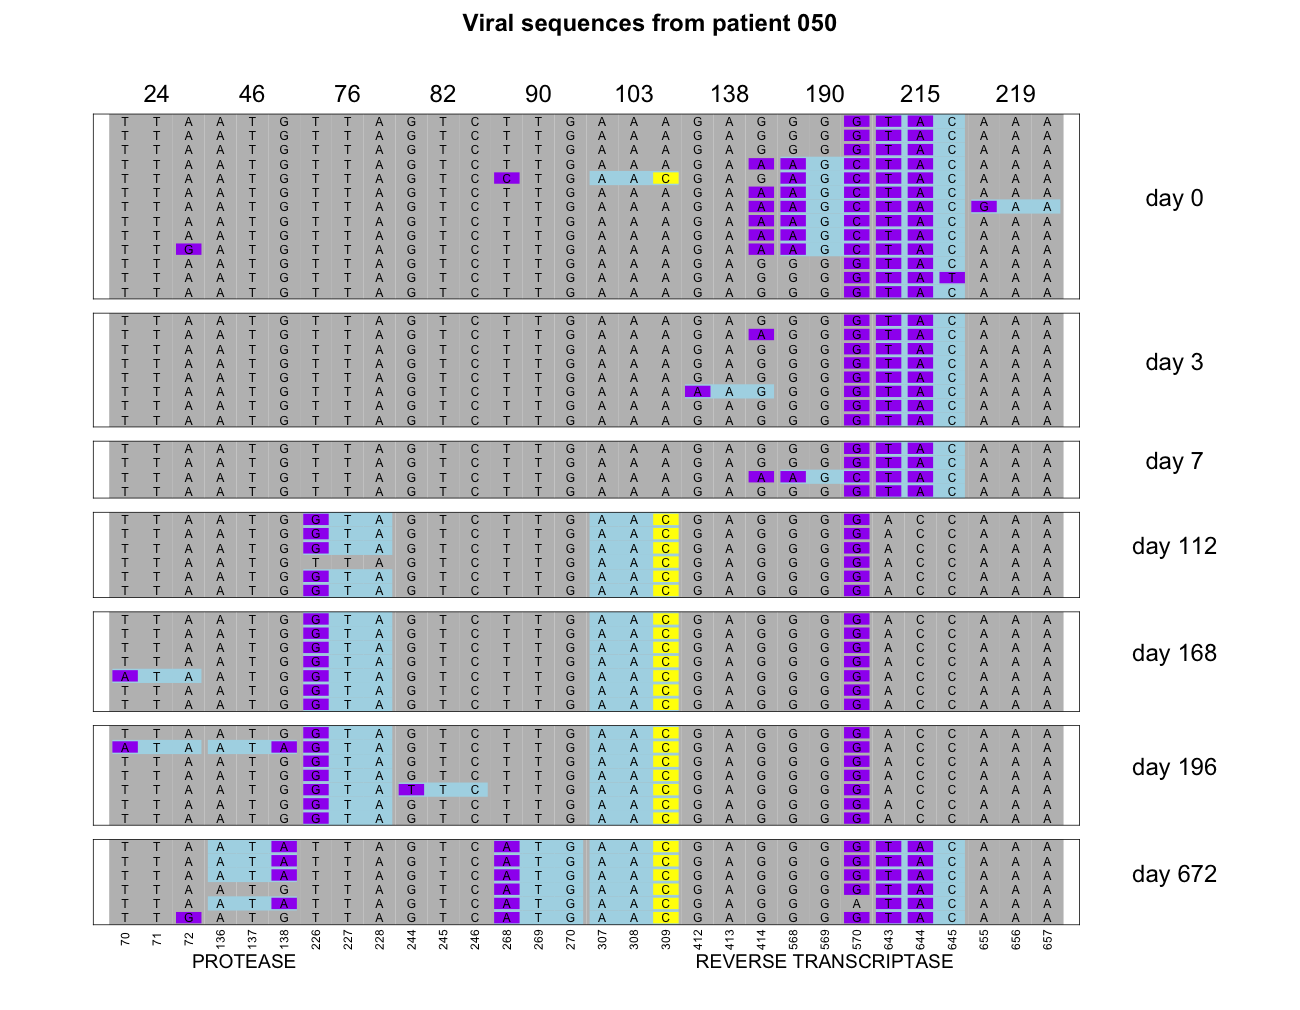 Viral sequences from patient 050
24 46 76 82 90 103 138 190 215 219
T T A A T G T T A G T C T T G A A A G A G G G G T A C A A A
T T A A T G T T A G T C T T G A A A G A G G G G T A C A A A
T T A A T G T T A G T C T T G A A A G A G G G G T A C A A A
T T A A T G T T A G T C T T G A A A G A A A G C T A C A A A
T T A A T G T T A G T C C T G A A C G A G A G C T A C A A A
T T A A T G T T A G T C T T G A A A G A A A G C T A C A A A
day 0
T T A A T G T T A G T C T T G A A A G A A A G C T A C G A A
T T A A T G T T A G T C T T G A A A G A A A G C T A C A A A
T T A A T G T T A G T C T T G A A A G A A A G C T A C A A A
T T G A T G T T A G T C T T G A A A G A A A G C T A C A A A
T T A A T G T T A G T C T T G A A A G A G G G G T A C A A A
T T A A T G T T A G T C T T G A A A G A G G G G T A T A A A
T T A A T G T T A G T C T T G A A A G A G G G G T A C A A A
T T A A T G T T A G T C T T G A A A G A G G G G T A C A A A
T T A A T G T T A G T C T T G A A A G A A G G G T A C A A A
T T A A T G T T A G T C T T G A A A G A G G G G T A C A A A
day 3
T T A A T G T T A G T C T T G A A A G A G G G G T A C A A A
T T A A T G T T A G T C T T G A A A G A G G G G T A C A A A
T T A A T G T T A G T C T T G A A A A A G G G G T A C A A A
T T A A T G T T A G T C T T G A A A G A G G G G T A C A A A
T T A A T G T T A G T C T T G A A A G A G G G G T A C A A A
T T A A T G T T A G T C T T G A A A G A G G G G T A C A A A
day 7
T T A A T G T T A G T C T T G A A A G A G G G G T A C A A A
T T A A T G T T A G T C T T G A A A G A A A G C T A C A A A
T T A A T G T T A G T C T T G A A A G A G G G G T A C A A A
T T A A T G G T A G T C T T G A A C G A G G G G A C C A A A
T T A A T G G T A G T C T T G A A C G A G G G G A C C A A A
day 112
T T A A T G G T A G T C T T G A A C G A G G G G A C C A A A
T T A A T G T T A G T C T T G A A C G A G G G G A C C A A A
T T A A T G G T A G T C T T G A A C G A G G G G A C C A A A
T T A A T G G T A G T C T T G A A C G A G G G G A C C A A A
T T A A T G G T A G T C T T G A A C G A G G G G A C C A A A
T T A A T G G T A G T C T T G A A C G A G G G G A C C A A A
T T A A T G G T A G T C T T G A A C G A G G G G A C C A A A
day 168
T T A A T G G T A G T C T T G A A C G A G G G G A C C A A A
A T A A T G G T A G T C T T G A A C G A G G G G A C C A A A
T T A A T G G T A G T C T T G A A C G A G G G G A C C A A A
T T A A T G G T A G T C T T G A A C G A G G G G A C C A A A
T T A A T G G T A G T C T T G A A C G A G G G G A C C A A A
A T A A T A G T A G T C T T G A A C G A G G G G A C C A A A
T T A A T G G T A G T C T T G A A C G A G G G G A C C A A A
day 196
T T A A T G G T A G T C T T G A A C G A G G G G A C C A A A
T T A A T G G T A T T C T T G A A C G A G G G G A C C A A A
T T A A T G G T A G T C T T G A A C G A G G G G A C C A A A
T T A A T G G T A G T C T T G A A C G A G G G G A C C A A A
T T A A T A T T A G T C A T G A A C G A G G G G T A C A A A
T T A A T A T T A G T C A T G A A C G A G G G G T A C A A A
day 672
T T A A T A T T A G T C A T G A A C G A G G G G T A C A A A
T T A A T G T T A G T C A T G A A C G A G G G G T A C A A A
T T A A T A T T A G T C A T G A A C G A G G G A T A C A A A
T T G A T G T T A G T C A T G A A C G A G G G G T A C A A A
70 71 72 136 137 138 226 227 228 244 245 246 268 269 270 307 308 309 412 413 414 568 569 570 643 644 645 655 656 657
PROTEASE REVERSE TRANSCRIPTASE